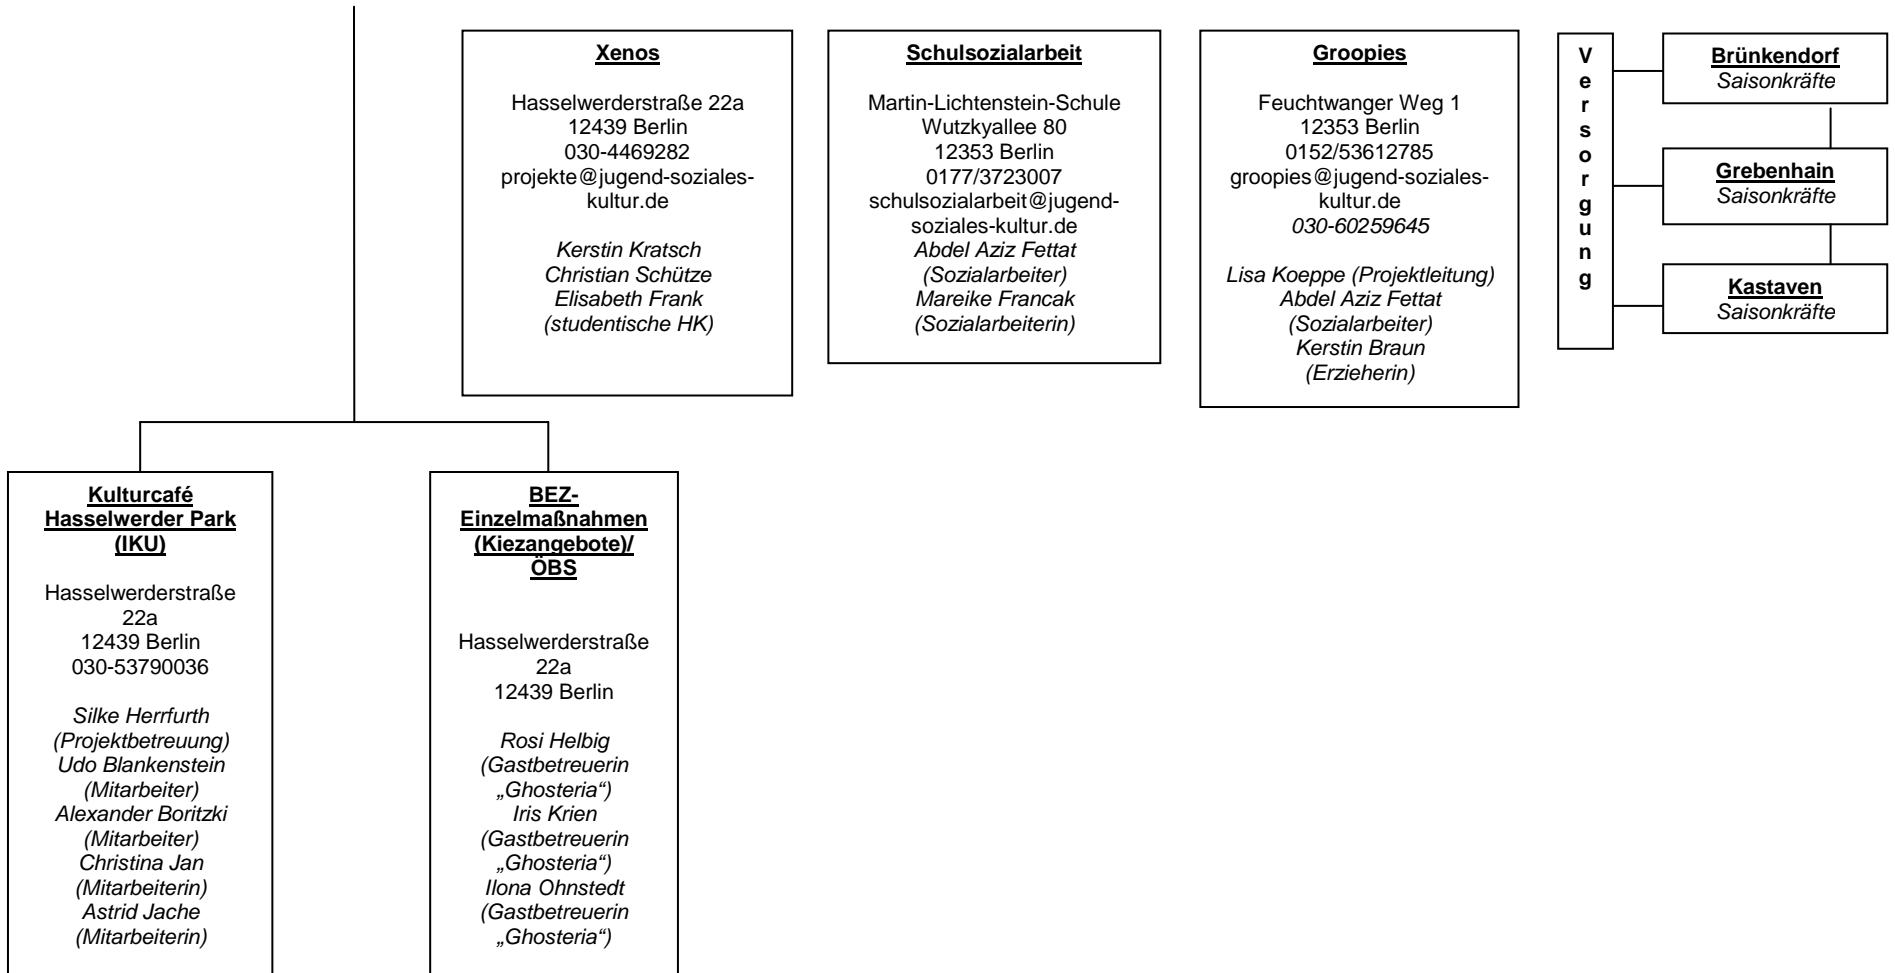 Xenos
Hasselwerderstraße 22a
12439 Berlin
030-4469282
projekte@jugend-soziales-
kultur.de
Kerstin Kratsch
Christian Schütze
Elisabeth Frank
(studentische HK)
Schulsozialarbeit
Martin-Lichtenstein-Schule
Wutzkyallee 80
12353 Berlin
0177/3723007
schulsozialarbeit@jugend-
soziales-kultur.de
Abdel Aziz Fettat
(Sozialarbeiter)
Mareike Francak
(Sozialarbeiterin)
Groopies
Feuchtwanger Weg 1
12353 Berlin
0152/53612785
groopies@jugend-soziales-
kultur.de
030-60259645
Lisa Koeppe (Projektleitung)
Abdel Aziz Fettat
(Sozialarbeiter)
Kerstin Braun
(Erzieherin)
V
e
r
s
o
r
g
u
n
g
Brünkendorf
Saisonkräfte
Grebenhain
Saisonkräfte
Kastaven
Saisonkräfte
Kulturcafé
Hasselwerder Park
(IKU)
Hasselwerderstraße
22a
12439 Berlin
030-53790036
Silke Herrfurth
(Projektbetreuung)
Udo Blankenstein
(Mitarbeiter)
Alexander Boritzki
(Mitarbeiter)
Christina Jan
(Mitarbeiterin)
Astrid Jache
(Mitarbeiterin)
BEZ-
Einzelmaßnahmen
(Kiezangebote)/
ÖBS
Hasselwerderstraße
22a
12439 Berlin
Rosi Helbig
(Gastbetreuerin
„Ghosteria“)
Iris Krien
(Gastbetreuerin
„Ghosteria“)
Ilona Ohnstedt
(Gastbetreuerin
„Ghosteria“)